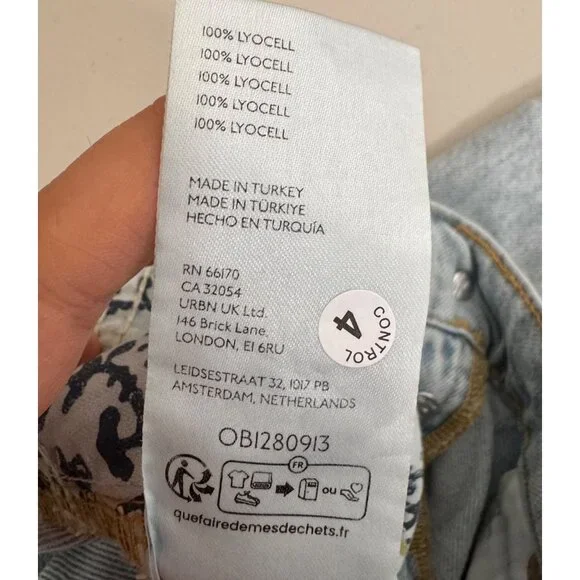 100% LYOCELL
100% LYOCELL
100% LYOCELL
100% LYOCELL
100% LYOCELL
MADE IN TURKEY
MADE IN TÜRKİYE
HECHO EN TURQUÍA
RN 66170
CA 32054
URBN UK Ltd.
146 Brick Lane,
LONDON, E1 6RU
CONTROL
4
LEIDSESTRAAT 32, 1017 PB
AMSTERDAM, NETHERLANDS
OB1280913
FR
ou
quefairedemesdechets.fr